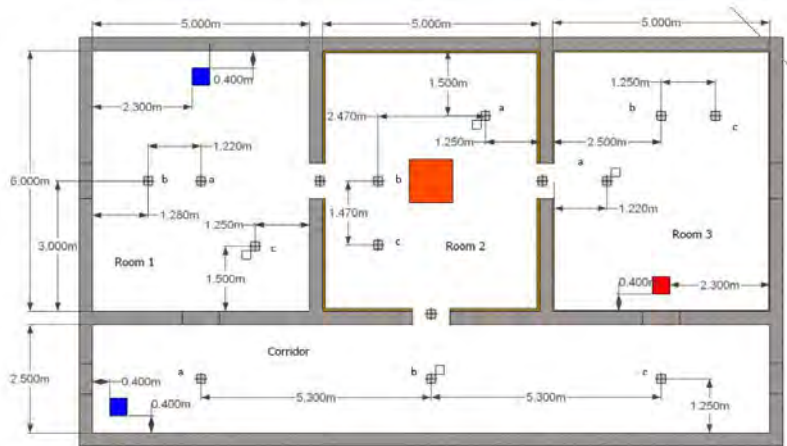 5.000m 5.000m 5.000m
0.400m
1.500m
1.250m
a
b
c
2.300m
2.470m
1.250m
2.500m
1.220m
a
6.000m
b
a
b
1.280m
1.470m
1.220m
3.000m
1.250m
c
c
Room 1
Room 2
Room 3
1.500m
0.400m
2.300m
Corridor
2.500m
a
b
c
0.400m
5.300m
5.300m
0.400m
1.250m